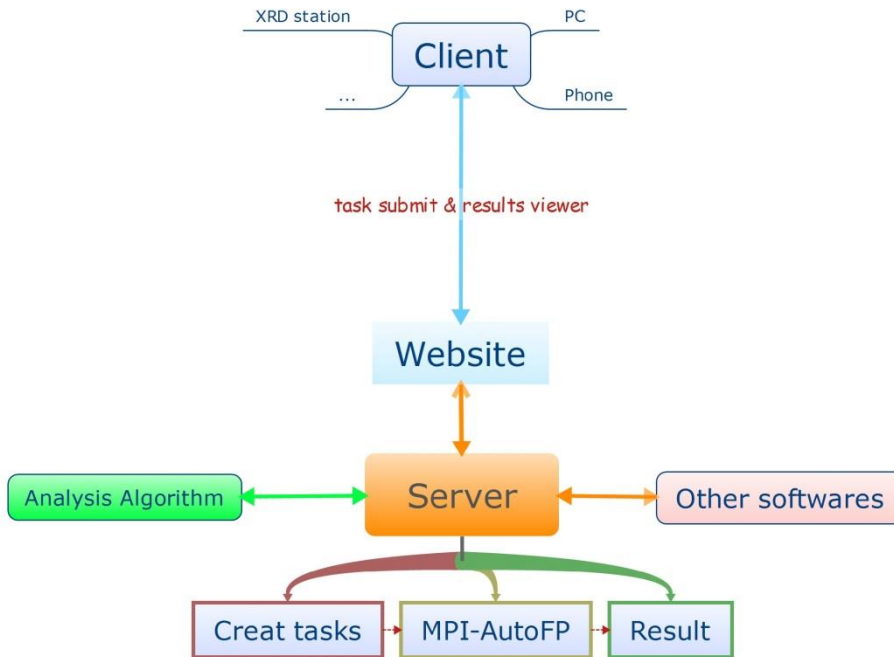 XRD station
PC
Client
...
Phone
task submit & results viewer
Website
Analysis Algorithm
Server
Other softwares
Creat tasks
MPI-AutoFP
Result